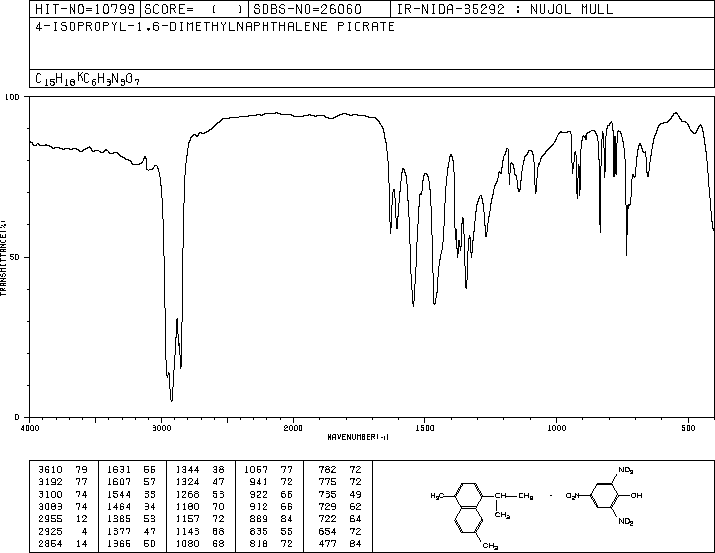 HIT-NO=10799 SCORE= ( ) SDBS-NO=26060 IR-NIDA-35292 : NUJOL MULL
4-ISOPROPYL-1,6-DIMETHYLNAPHTHALENE PICRATE
C15H18KC6H3N3O7
100
50
0
TRANSMITTANCE(%)
4000 3000 2000 1500 1000 500
WAVENUMBER(-1)
3610 79 1631 56 1344 38 1067 77 782 72
3192 77 1607 57 1324 47 941 72 775 72
3100 74 1544 35 1268 53 922 66 735 49
3083 74 1464 34 1180 70 912 66 729 62
2955 12 1385 53 1157 72 889 84 722 64
2925 4 1377 47 1143 68 835 55 654 72
2854 14 1366 50 1080 68 818 72 477 84
H3C CH3 CH3 CH3 · O2N NO2 OH NO2